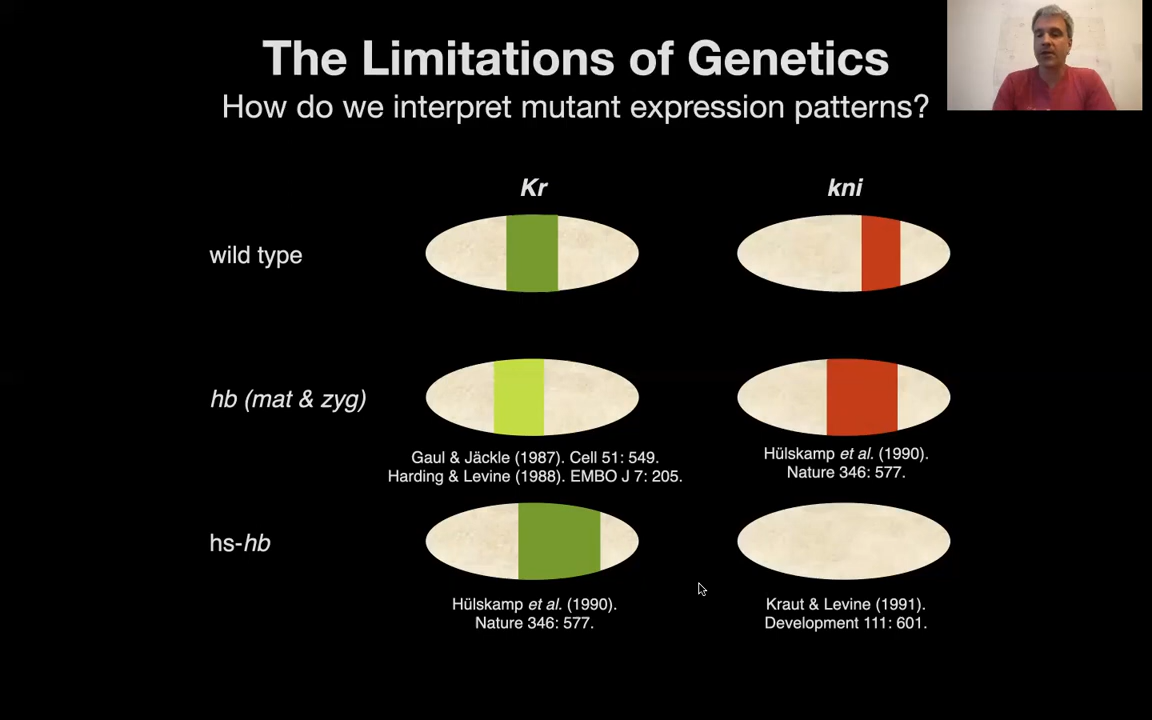 The Limitations of Genetics
How do we interpret mutant expression patterns?
Kr
kni
wild type
hb (mat & zyg)
Gaul & Jäckle (1987). Cell 51: 549.
Harding & Levine (1988). EMBO J 7: 205.
Hülskamp et al. (1990).
Nature 346: 577.
hs-hb
Hülskamp et al. (1990).
Nature 346: 577.
Kraut & Levine (1991).
Development 111: 601.